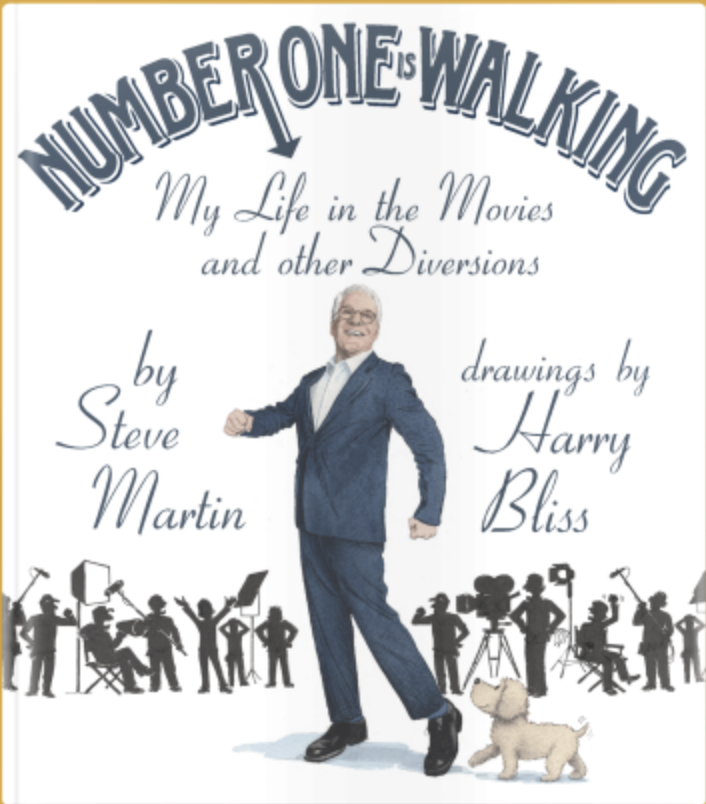 NUMBER ONE IS WALKING
My Life in the Movies
and other Diversions
by
Steve
Martin
drawings by
Harry
Bliss